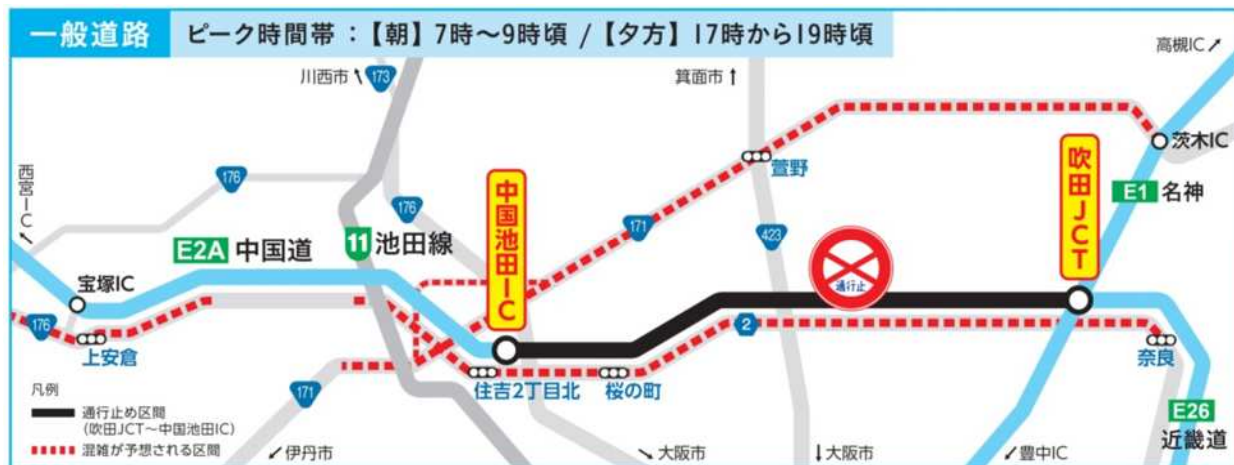 一般道路 ピーク時間帯：【朝】7時～9時頃 /【夕方】17時から19時頃
高槻IC
川西市
173
箕面市
茨木IC
西宮IC
176
萱野
吹田JCT
E1 名神
176
中国池田IC
171
423
E2A 中国道
11 池田線
通行止
宝塚IC
176
上安倉
2
奈良
住吉2丁目北
桜の町
171
E26
近畿道
凡例
通行止め区間
(吹田JCT～中国池田IC)
混雑が予想される区間
伊丹市
大阪市
大阪市
豊中IC